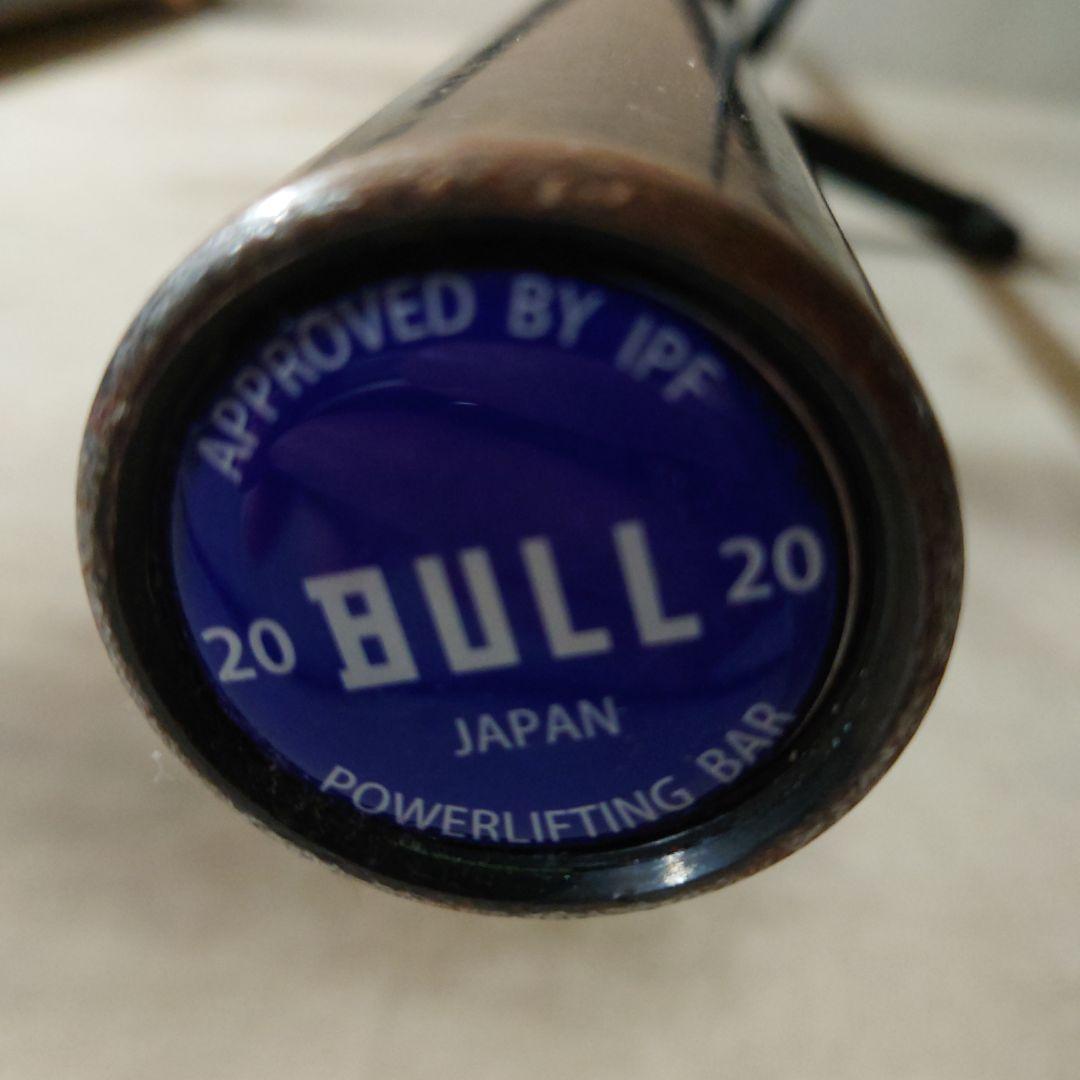 APPROVED BY IPF
20 BULL 20
JAPAN
POWERLIFTING BAR